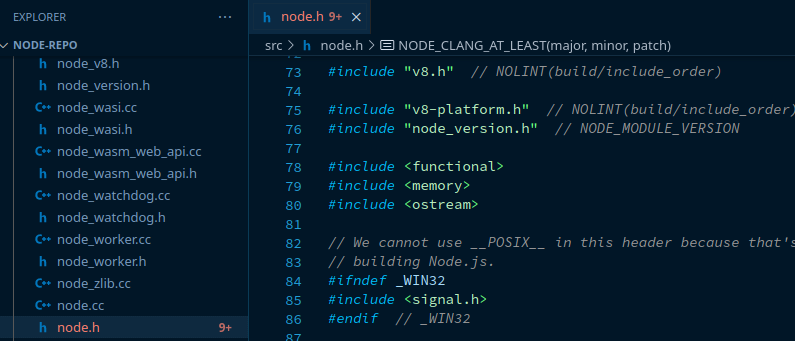 EXPLORER
NODE-REPO
node_v8.h
node_version.h
node_wasi.cc
node_wasi.h
node_wasm_web_api.cc
node_wasm_web_api.h
node_watchdog.cc
node_watchdog.h
node_worker.cc
node_worker.h
node_zlib.cc
node.cc
node.h 9+
node.h 9+
src > node.h > NODE_CLANG_AT_LEAST(major, minor, patch)
73 #include "v8.h"  // NOLINT(build/include_order)
74
75 #include "v8-platform.h"  // NOLINT(build/include_order)
76 #include "node_version.h"  // NODE_MODULE_VERSION
77
78 #include <functional>
79 #include <memory>
80 #include <ostream>
81
82 // We cannot use __POSIX__ in this header because that's
83 // building Node.js.
84 #ifndef _WIN32
85 #include <signal.h>
86 #endif  // _WIN32
87